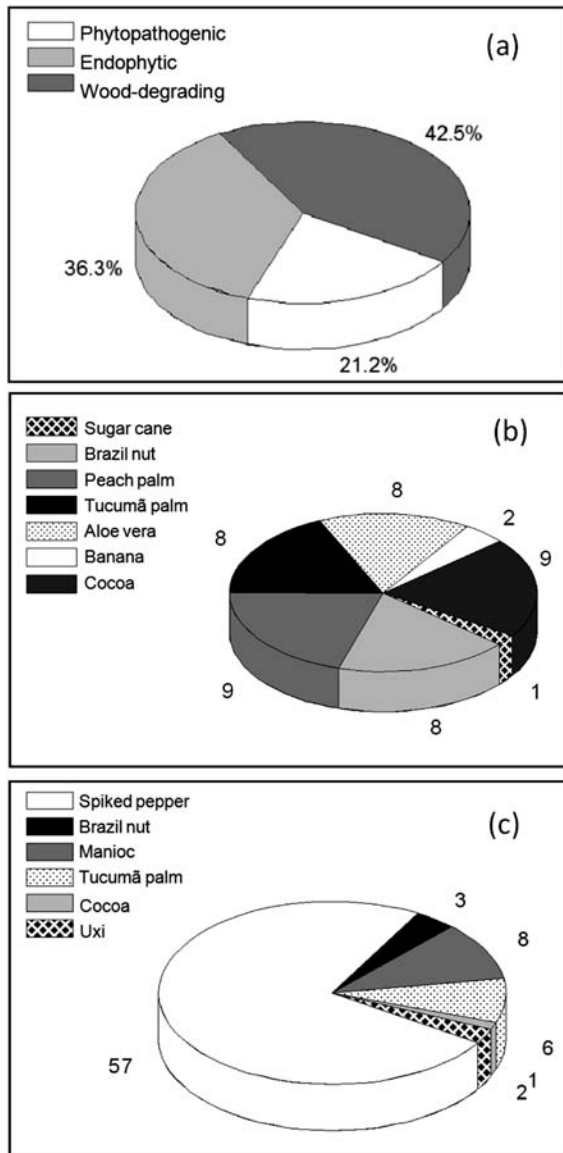 Phytopathogenic
Endophytic
Wood-degrading
(a)
42.5%
36.3%
21.2%
Sugar cane
Brazil nut
Peach palm
Tucumã palm
Aloe vera
Banana
Cocoa
(b)
8
2
8
9
9
1
8
Spiked pepper
Brazil nut
Manioc
Tucumã palm
Cocoa
Uxi
(c)
3
8
57
6
1
2